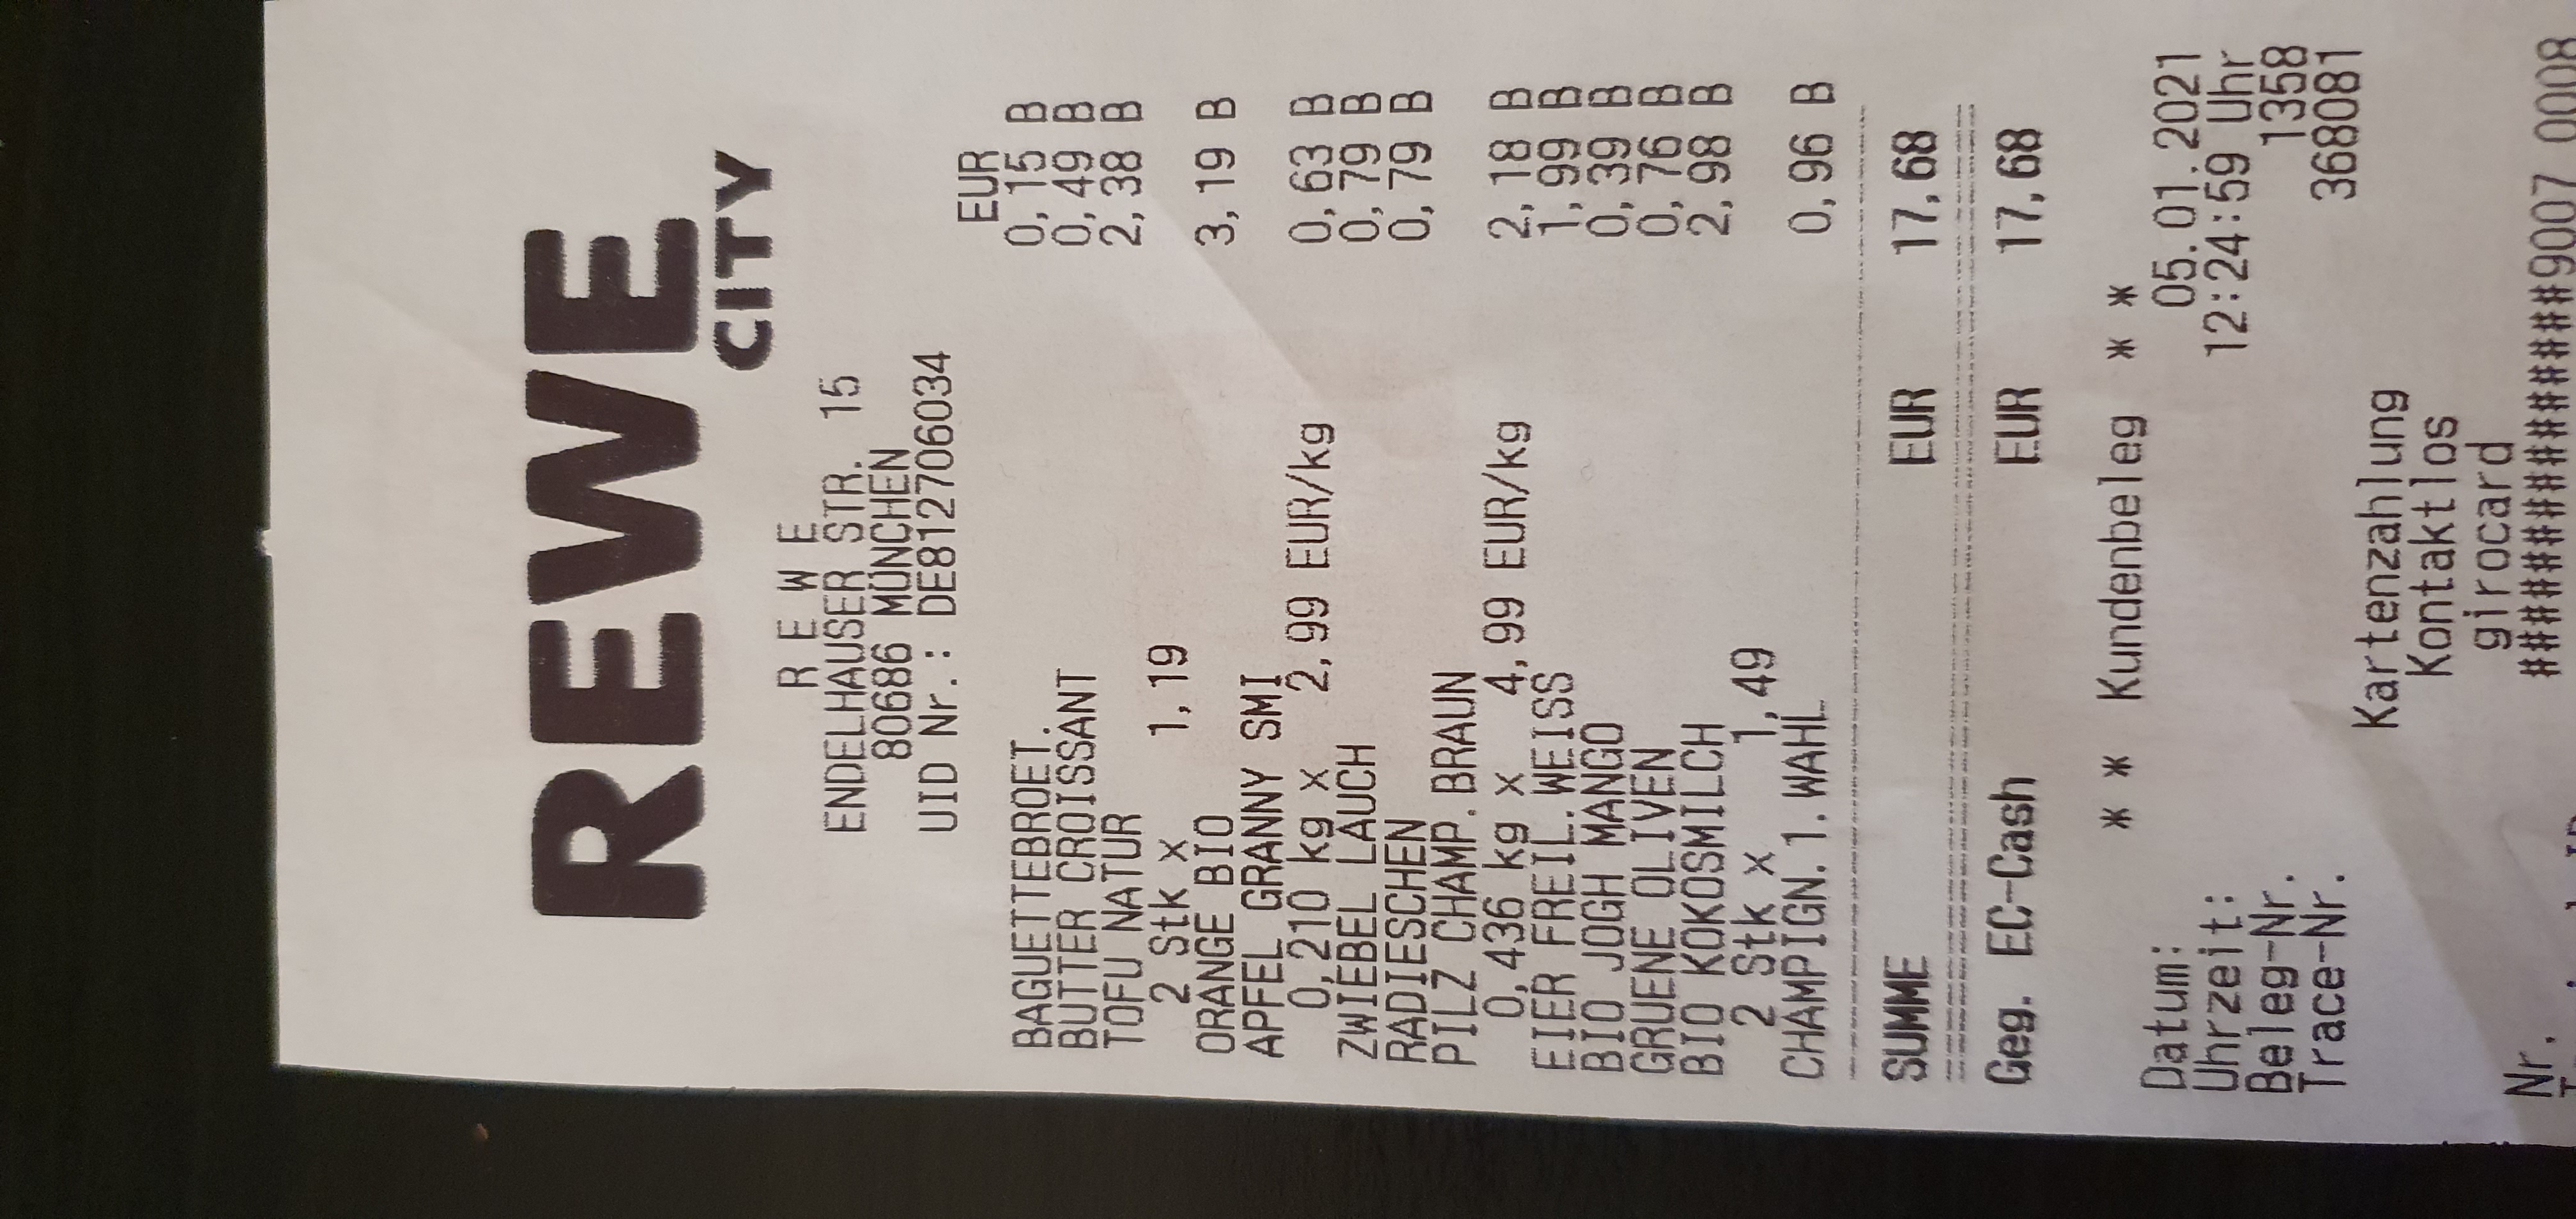 REWE
CITY
R E W E
ENDELHAUSER STR. 15
80686 MÜNCHEN
UID Nr.: DE812706034
EUR
BAGUETTEBROET. 0,15 B
BUTTER CROISSANT 0,49 B
TOFU NATUR 2,38 B
2 Stk x 1,19
ORANGE BIO 3,19 B
APFEL GRANNY SMI
0,210 kg x 2,99 EUR/kg 0,63 B
ZWIEBEL LAUCH 0,79 B
RADIESCHEN 0,79 B
PILZ CHAMP.BRAUN
0,436 kg x 4,99 EUR/kg 2,18 B
EIER FREIL.WEISS 1,99 B
BIO JOGH MANGO 0,39 B
GRUENE OLIVEN 0,76 B
BIO KOKOSMILCH 2,98 B
2 Stk x 1,49
CHAMPIGN.1.WAHL 0,96 B
SUMME EUR 17,68
Geg. EC-Cash EUR 17,68
* * Kundenbeleg * *
Datum: 05.01.2021
Uhrzeit: 12:24:59 Uhr
Beleg-Nr. 1358
Trace-Nr. 368081
Kartenzahlung
Kontaktlos
girocard
Nr. ###############9007 0008